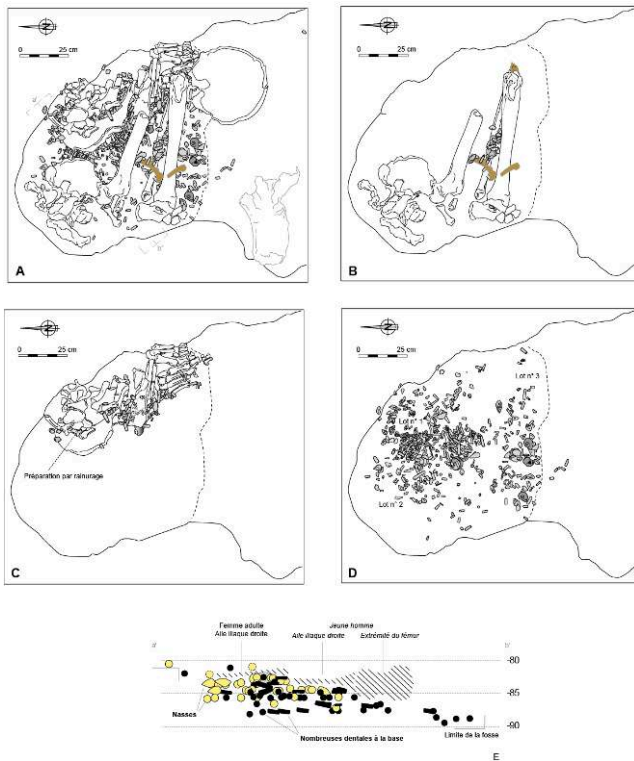 N
0 25 cm
a'
b'
A
N
0 25 cm
B
N
0 25 cm
Préparation par rainurage
C
N
0 25 cm
Lot n° 3
Lot n° 1
Lot n° 2
D
Femme adulte
Aile iliaque droite
Jeune homme
Aile iliaque droite
Extrémité du fémur
a'
b'
-80
Nasses
-85
Limite de la fosse
-90
Nombreuses dentales à la base
E